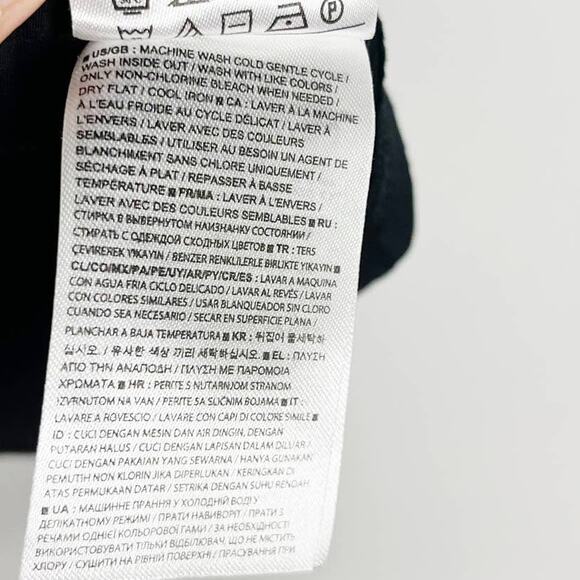 ■ US/GB : MACHINE WASH COLD GENTLE CYCLE /
WASH INSIDE OUT / WASH WITH LIKE COLORS /
ONLY NON-CHLORINE BLEACH WHEN NEEDED /
DRY FLAT / COOL IRON ■ CA : LAVER À LA MACHINE
À L'EAU FROIDE AU CYCLE DÉLICAT / LAVER À
L'ENVERS / LAVER AVEC DES COULEURS
SEMBLABLES / UTILISER AU BESOIN UN AGENT DE
BLANCHIMENT SANS CHLORE UNIQUEMENT /
SÉCHAGE À PLAT / REPASSER À BASSE
TEMPÉRATURE ■ FR/MA : LAVER À L'ENVERS /
LAVER AVEC DES COULEURS SEMBLABLES ■ RU :
СТИРКА В ВЫВЕРНУТОМ НАИЗНАНКУ СОСТОЯНИИ /
СТИРАТЬ С ОДЕЖДОЙ СХОДНЫХ ЦВЕТОВ ■ TR : TERS
ÇEVIREREK YIKAYIN / BENZER RENKLILERLE BIRLIKTE YIKAYIN ■
CL/CO/MX/PA/PE/UY/AR/PY/CR/ES : LAVAR A MAQUINA
CON AGUA FRIA CICLO DELICADO / LAVAR AL REVÉS / LAVAR
CON COLORES SIMILARES / USAR BLANQUEADOR SIN CLORO
CUANDO SEA NECESARIO / SECAR EN SUPERFICIE PLANA /
PLANCHAR A BAJA TEMPERATURA ■ KR : 뒤집어 물세탁하
십시오. / 유사한 색상 끼리 세탁하십시오. ■ EL : ΠΛΥΣΗ
ΑΠΟ ΤΗΝ ΑΝΑΠΟΔΗ / ΠΛΥΣΗ ΜΕ ΠΑΡΟΜΟΙΑ
ΧΡΩΜΑΤΑ ■ HR : PERITE S NUTARNJOM STRANOM
IZVRNUTOM NA VAN / PERITE SA SLIČNIM BOJAMA ■ IT :
LAVARE A ROVESCIO / LAVARE CON CAPI DI COLORE SIMILE ■
ID : CUCI DENGAN MESIN DAN AIR DINGIN, DENGAN
PUTARAN HALUS / CUCI DENGAN LAPISAN DALAM DILUAR /
CUCI DENGAN PAKAIAN YANG SEWARNA / HANYA GUNAKAN
PEMUTIH NON KLORIN JIKA DIPERLUKAN / KERINGKAN DI
ATAS PERMUKAAN DATAR / SETRIKA DENGAN SUHU RENDAH
■ UA : МАШИННЕ ПРАННЯ У ХОЛОДНІЙ ВОДІ У
ДЕЛІКАТНОМУ РЕЖИМІ / ПРАТИ НАВИВОРІТ / ПРАТИ
РЕЧАМИ ОДНІЄЇ КОЛЬОРОВОЇ ГАМИ / ЗА НЕОБХІДНОСТІ
ВИКОРИСТОВУВАТИ ТІЛЬКИ ВІДБІЛЮВАЧ, ЩО НЕ МІСТИТЬ
ХЛОРУ / СУШИТИ НА РІВНІЙ ПОВЕРХНІ / ПРАСУВАННЯ ПРИ